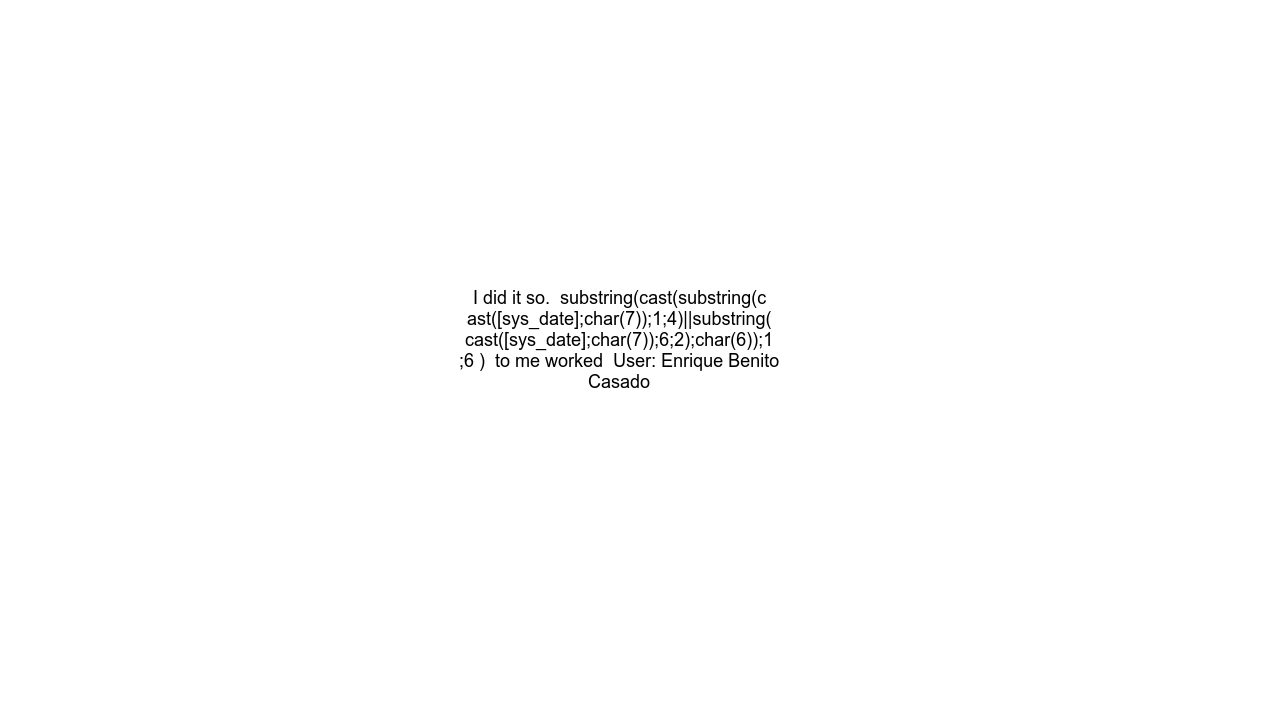 I did it so.  substring(cast(substring(c
ast([sys_date];char(7));1;4)||substring(
cast([sys_date];char(7));6;2);char(6));1
;6 )  to me worked  User: Enrique Benito
Casado